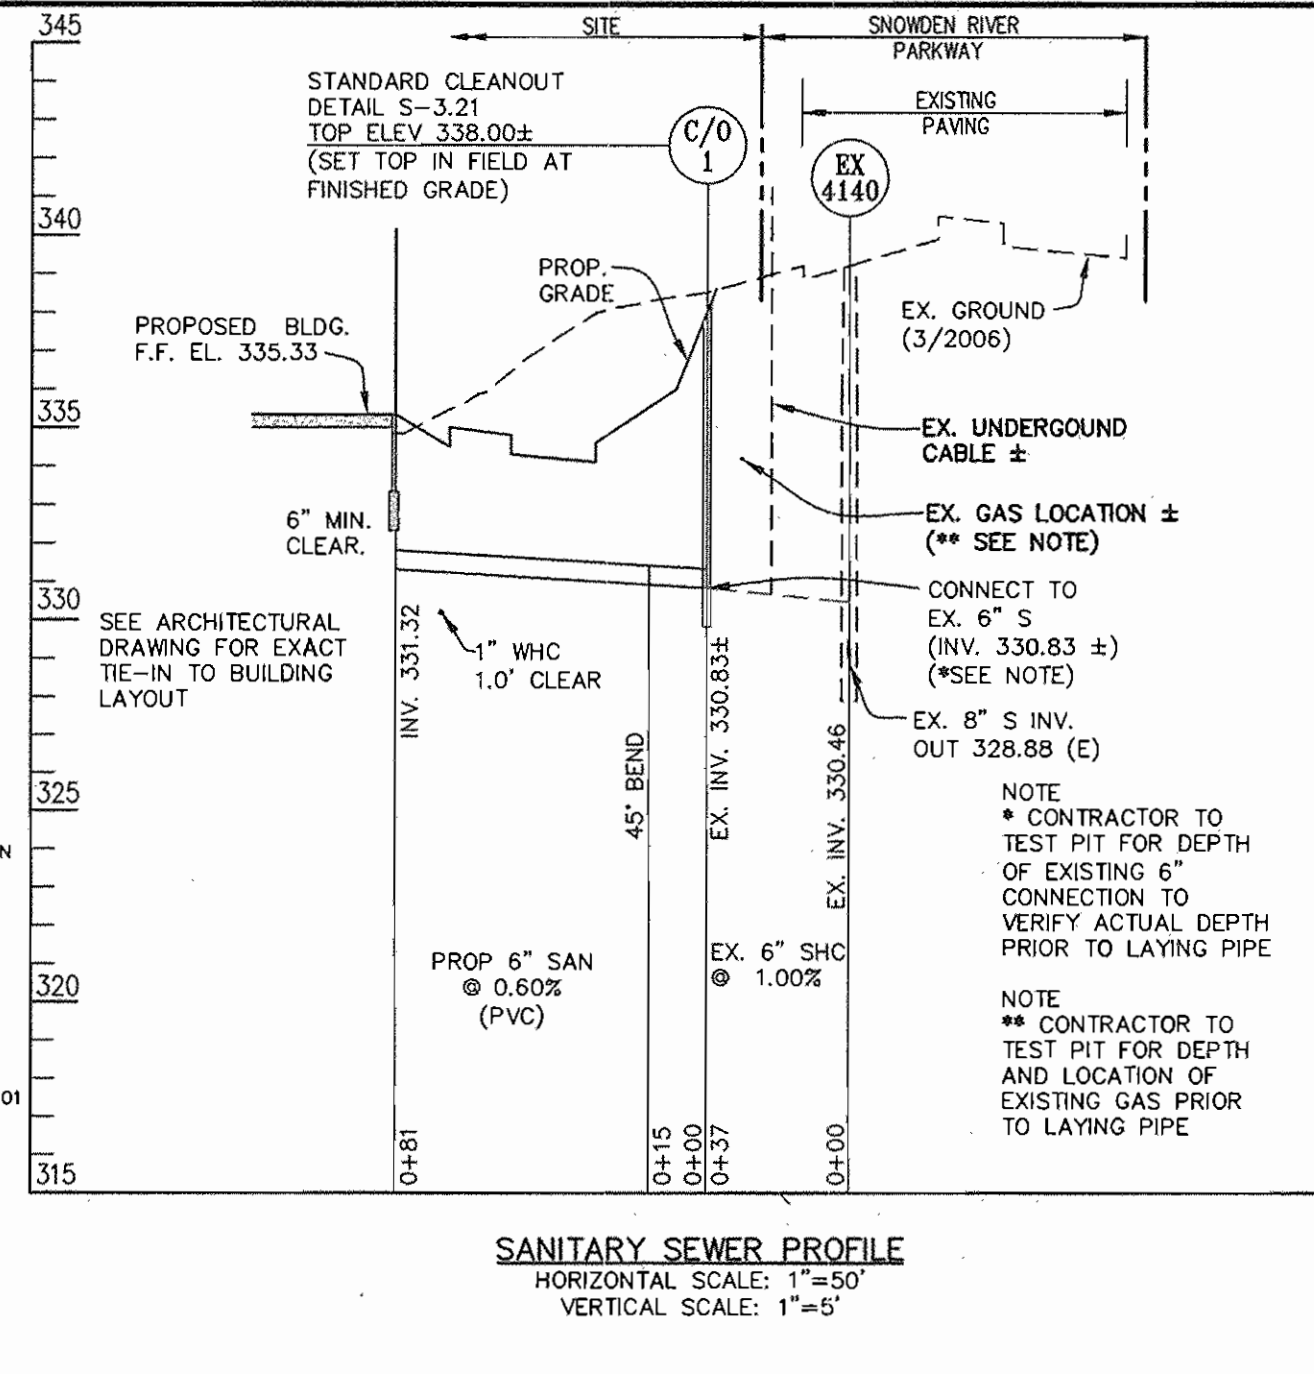 345
SITE
SNOWDEN RIVER
PARKWAY
STANDARD CLEANOUT
DETAIL S-3.21
TOP ELEV 338.00±
(SET TOP IN FIELD AT
FINISHED GRADE)
C/O
1
EXISTING
PAVING
EX
4140
340
PROP.
GRADE
EX. GROUND
(3/2006)
PROPOSED BLDG.
F.F. EL. 335.33
335
EX. UNDERGOUND
CABLE ±
6" MIN.
CLEAR.
EX. GAS LOCATION ±
(** SEE NOTE)
330
SEE ARCHITECTURAL
DRAWING FOR EXACT
TIE-IN TO BUILDING
LAYOUT
INV. 331.32
1" WHC
1.0' CLEAR
45° BEND
EX. INV. 330.83±
EX. INV. 330.46
CONNECT TO
EX. 6" S
(INV. 330.83 ±)
(*SEE NOTE)
EX. 8" S INV.
OUT 328.88 (E)
325
N
NOTE
* CONTRACTOR TO
TEST PIT FOR DEPTH
OF EXISTING 6"
CONNECTION TO
VERIFY ACTUAL DEPTH
PRIOR TO LAYING PIPE
PROP 6" SAN
@ 0.60%
(PVC)
EX. 6" SHC
@ 1.00%
320
NOTE
** CONTRACTOR TO
TEST PIT FOR DEPTH
AND LOCATION OF
EXISTING GAS PRIOR
TO LAYING PIPE
01
315
0+81
0+15
0+00
0+37
0+00
SANITARY SEWER PROFILE
HORIZONTAL SCALE: 1"=50'
VERTICAL SCALE: 1"=5'